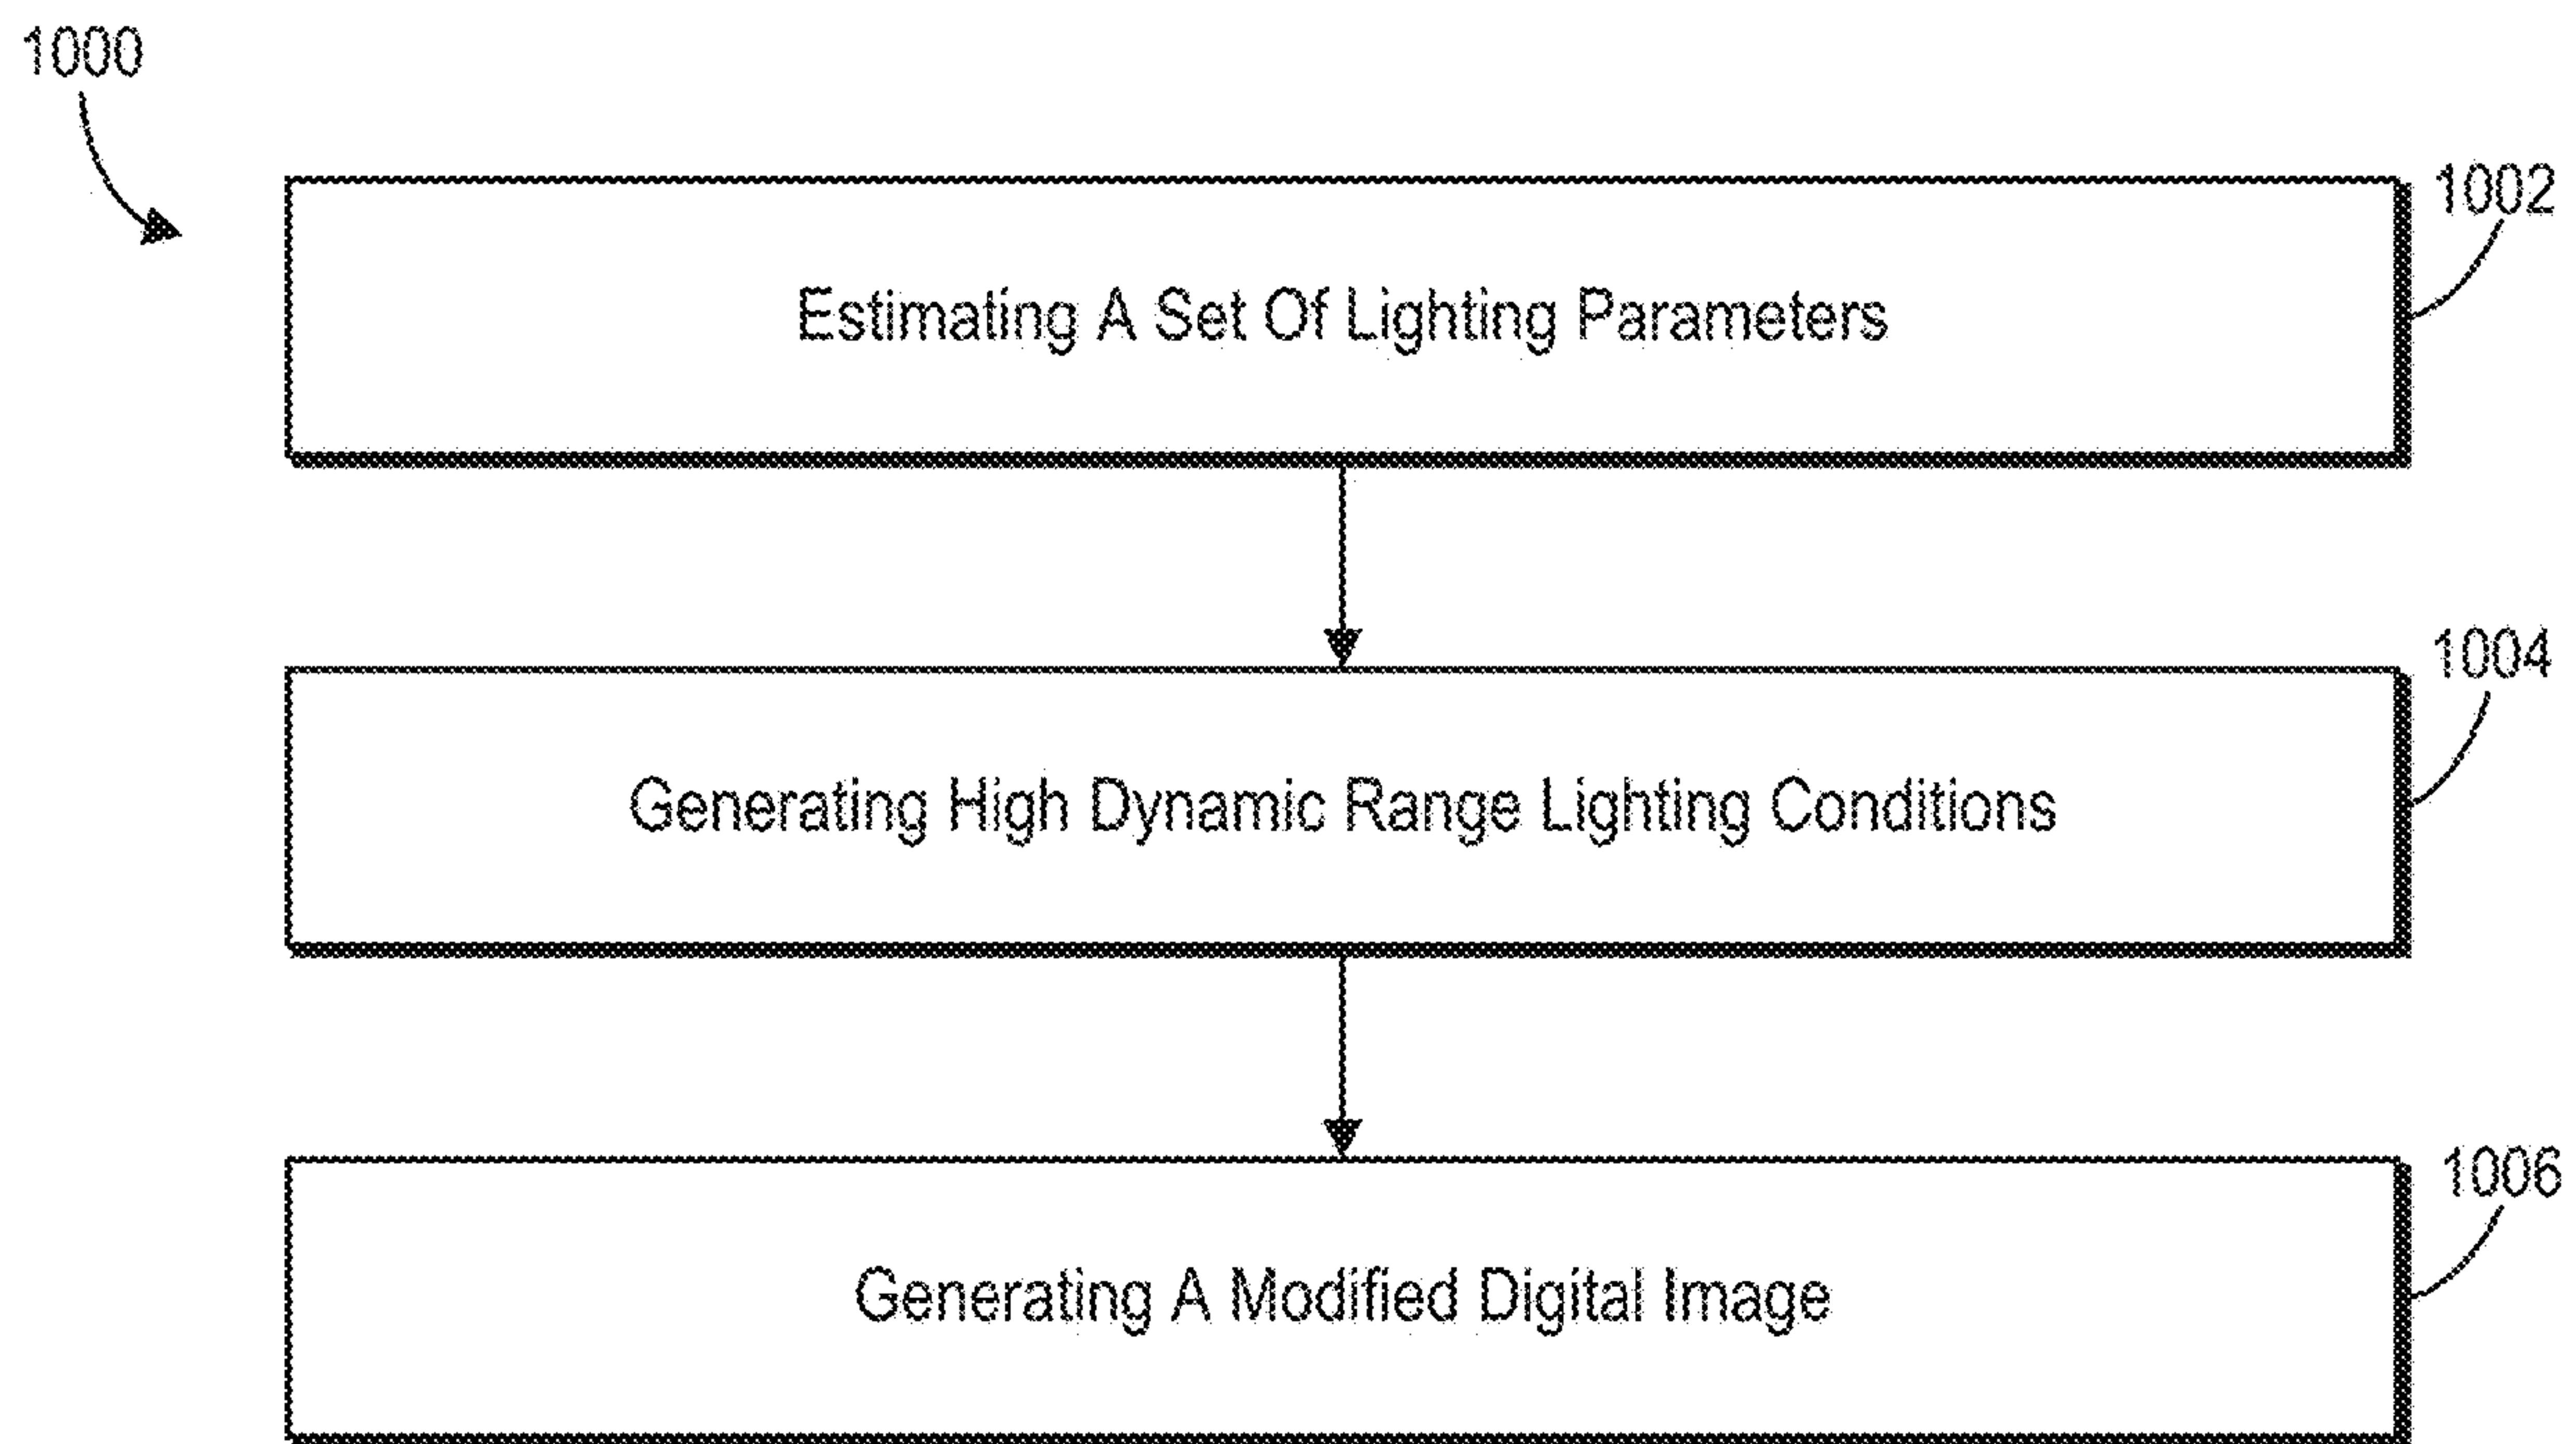 1000
1002
Estimating A Set Of Lighting Parameters
1004
Generating High Dynamic Range Lighting Conditions
1006
Generating A Modified Digital Image